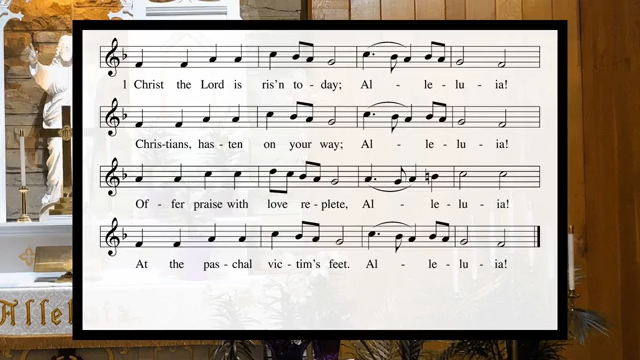 1 Christ the Lord is ris'n to - day; Al - le - lu - ia!
Chris-tians, has - ten on your way; Al - le - lu - ia!
Of - fer praise with love re - plete, Al - le - lu - ia!
At the pas - chal vic - tim's feet. Al - le - lu - ia!
Allel